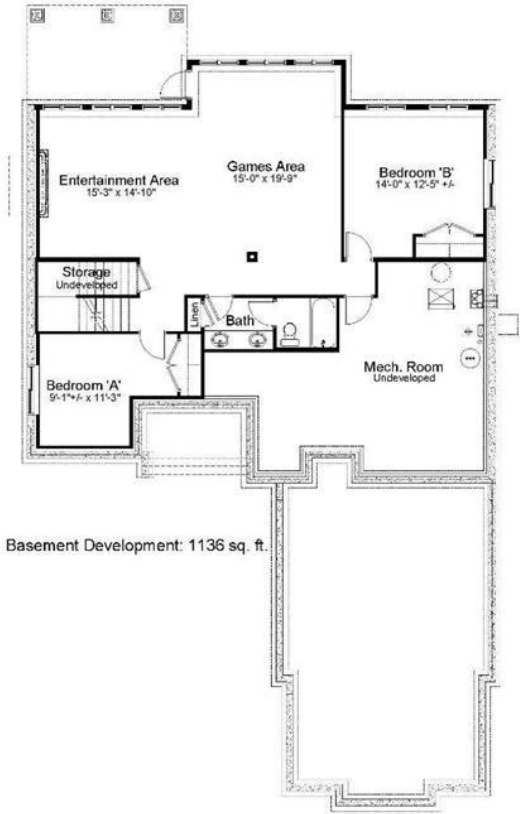 Entertainment Area
15'-3" x 14'-10"
Games Area
15'-0" x 19'-9"
Bedroom 'B'
14'-0" x 12'-5" +/-
Storage
Undeveloped
Linen
Bath
Mech. Room
Undeveloped
Bedroom 'A'
9'-1"+/- x 11'-3"
Basement Development: 1136 sq. ft.